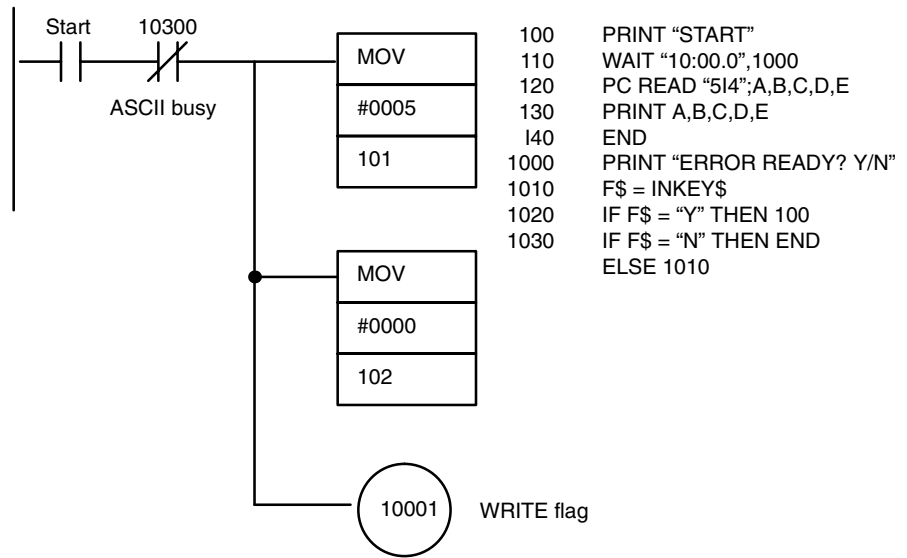 Start 10300
ASCII busy
MOV
#0005
101
MOV
#0000
102
10001 WRITE flag
100 PRINT “START”
110 WAIT “10:00.0”,1000
120 PC READ “5I4”;A,B,C,D,E
130 PRINT A,B,C,D,E
I40 END
1000 PRINT “ERROR READY? Y/N”
1010 F$ = INKEY$
1020 IF F$ = “Y” THEN 100
1030 IF F$ = “N” THEN END
ELSE 1010